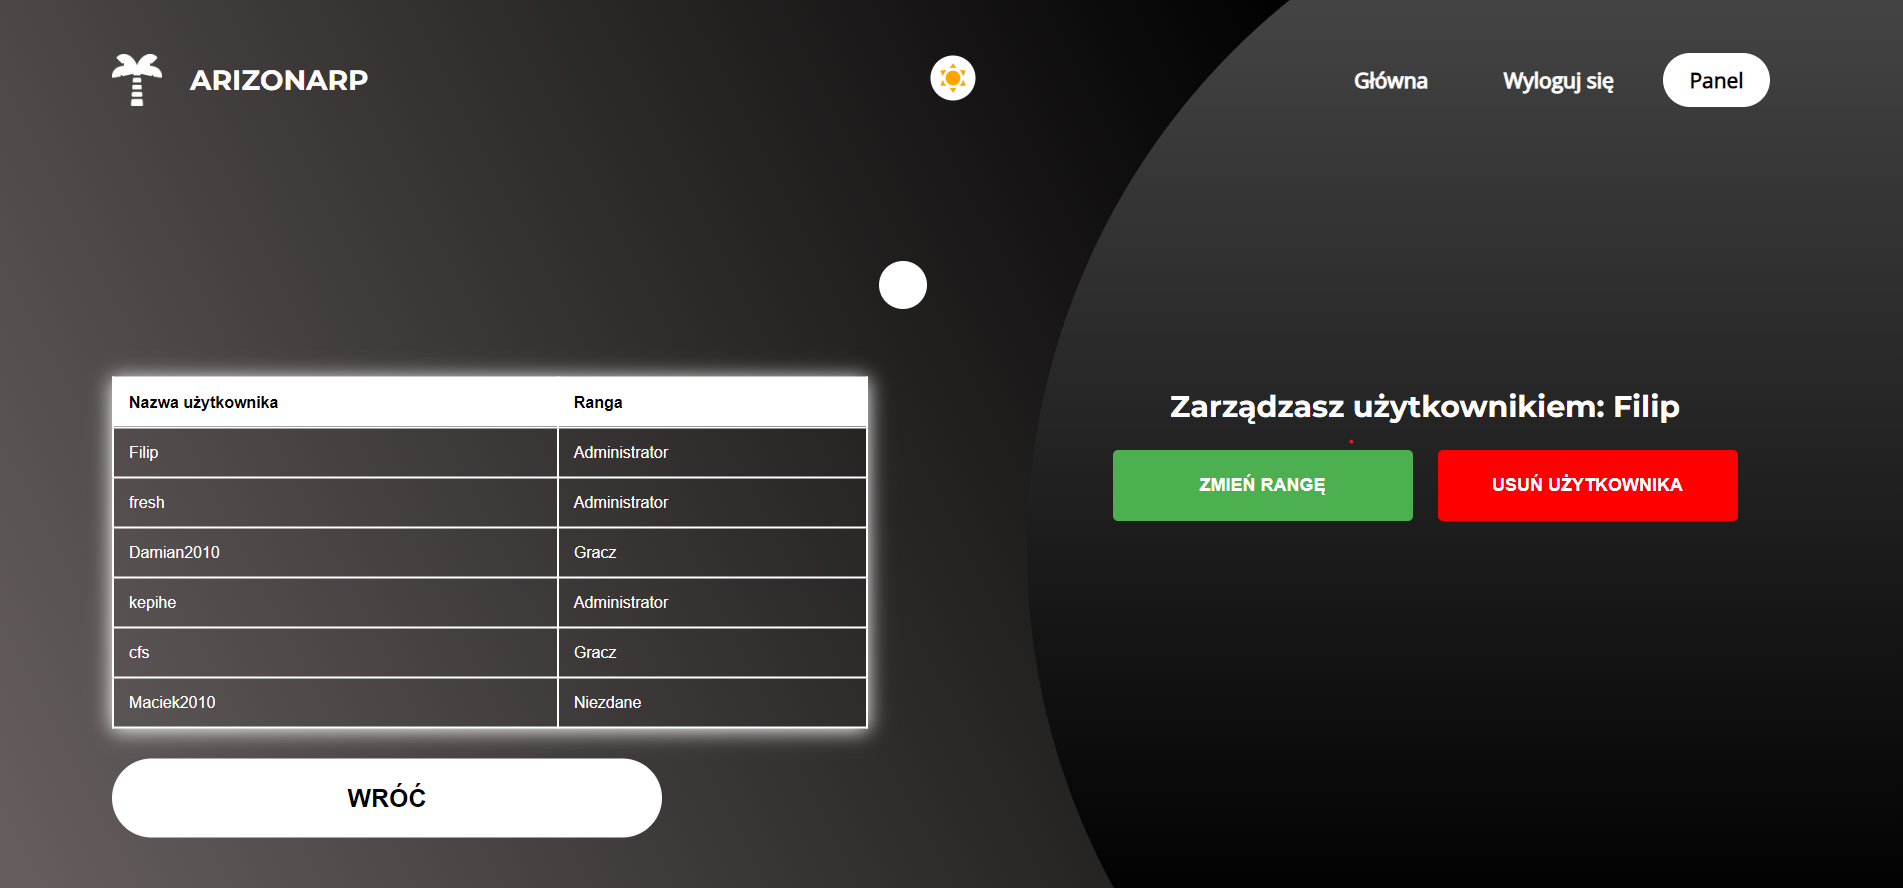 ARIZONARP
Główna Wyloguj się Panel
Nazwa użytkownika Ranga
Filip Administrator
fresh Administrator
Damian2010 Gracz
kepihe Administrator
cfs Gracz
Maciek2010 Niezdane
WRÓĆ
Zarządzasz użytkownikiem: Filip
ZMIEŃ RANGĘ USUŃ UŻYTKOWNIKA